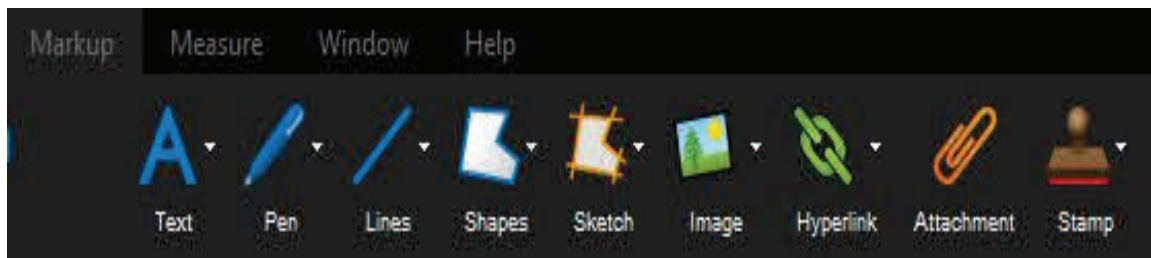 Markup Measure Window Help
Text Pen Lines Shapes Sketch Image Hyperlink Attachment Stamp